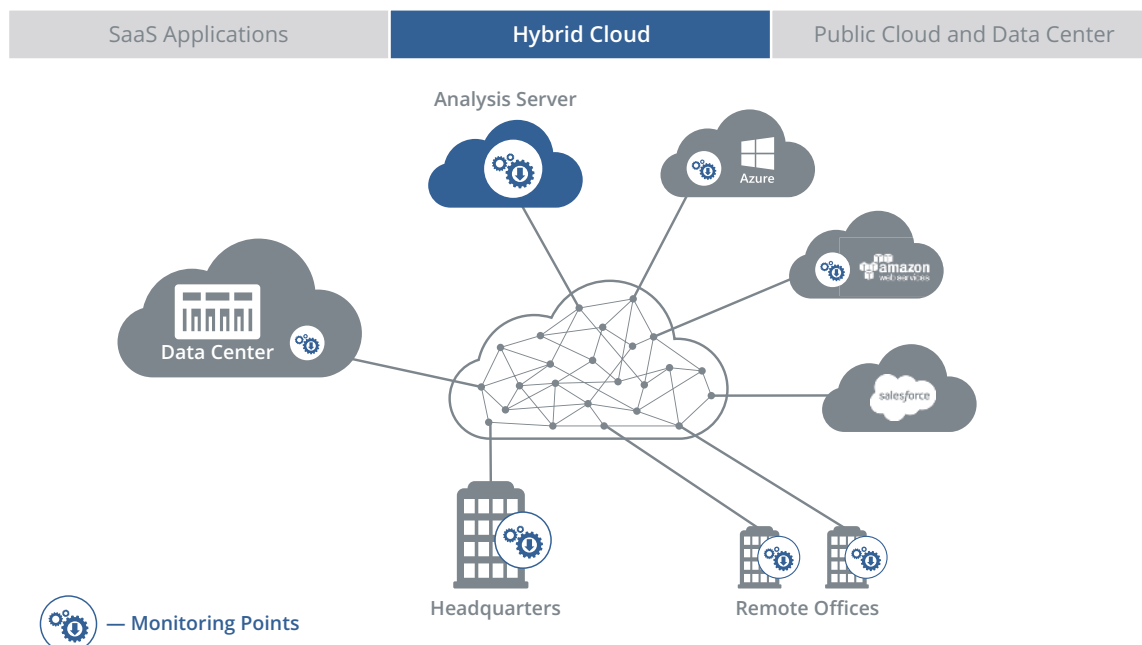 SaaS Applications
Hybrid Cloud
Public Cloud and Data Center
Analysis Server
Azure
amazon
web services
Data Center
salesforce
Headquarters
Remote Offices
— Monitoring Points